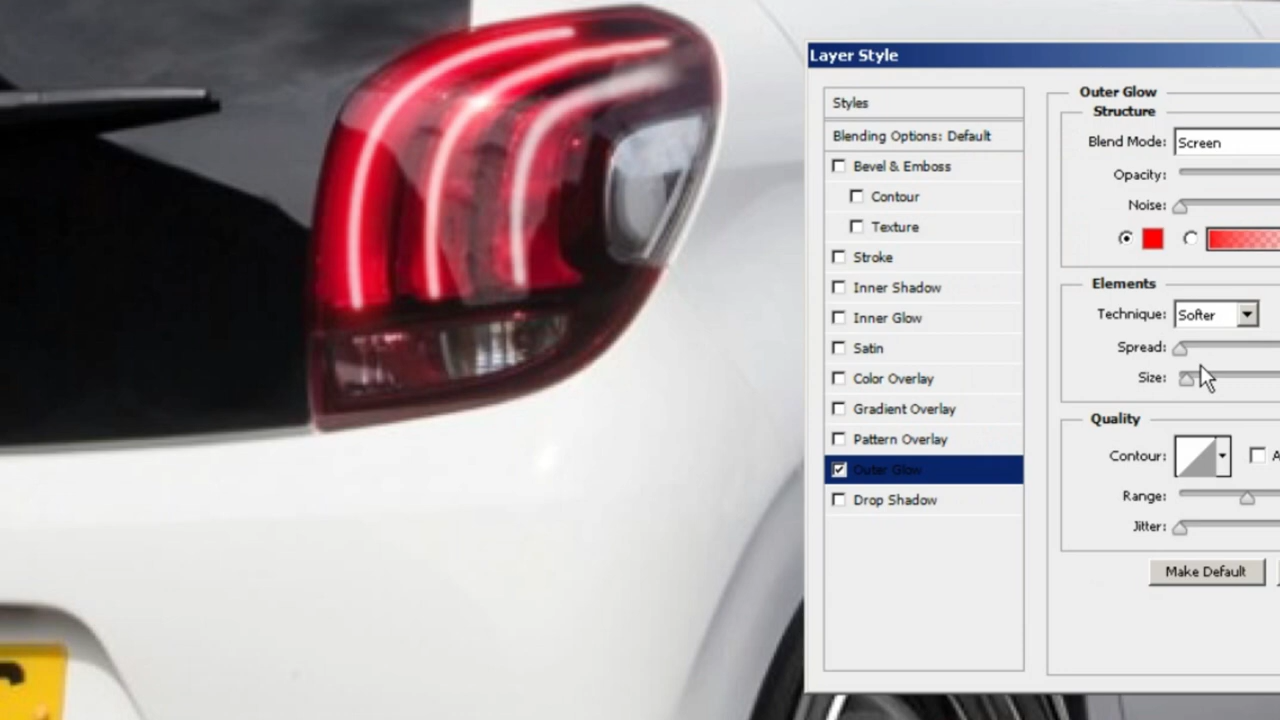 Layer Style
Styles
Blending Options: Default
Bevel & Emboss
Contour
Texture
Stroke
Inner Shadow
Inner Glow
Satin
Color Overlay
Gradient Overlay
Pattern Overlay
Outer Glow
Drop Shadow
Outer Glow
Structure
Blend Mode: Screen
Opacity:
Noise:
Elements
Technique: Softer
Spread:
Size:
Quality
Contour: A
Range:
Jitter:
Make Default